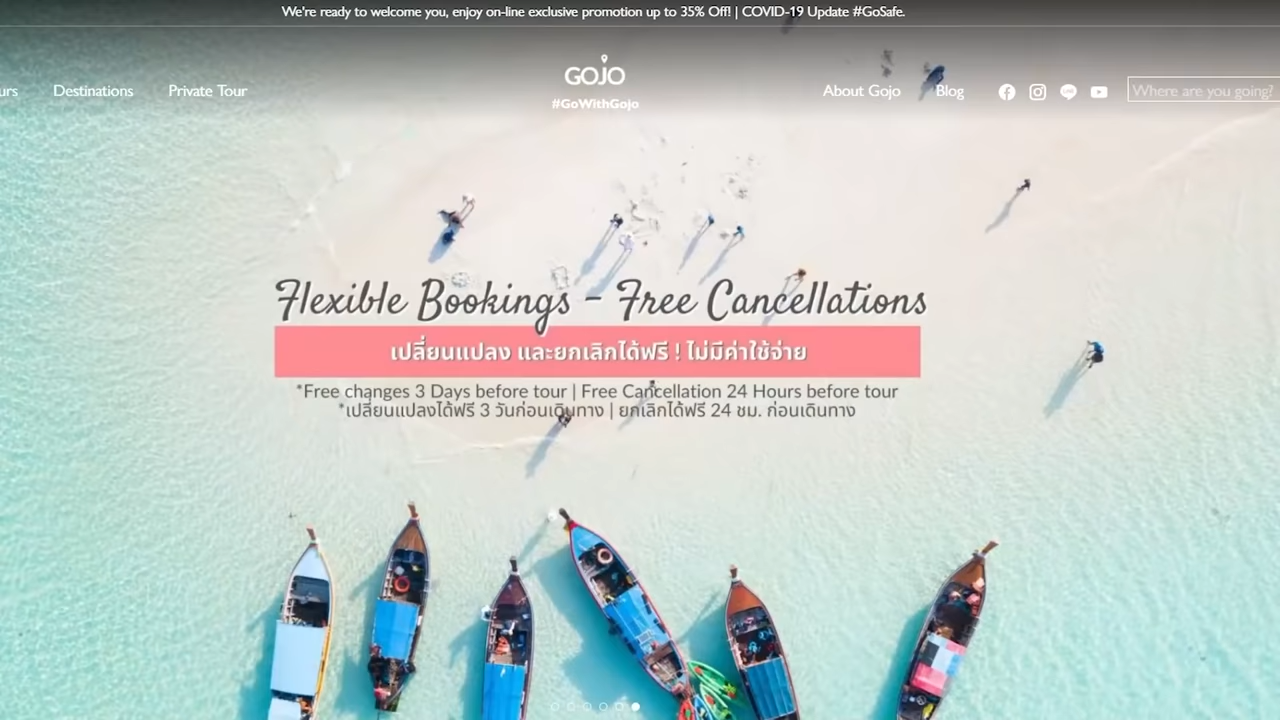 We're ready to welcome you, enjoy on-line exclusive promotion up to 35% Off! | COVID-19 Update #GoSafe.
urs
Destinations
Private Tour
GOJO
#GoWithGojo
About Gojo
Blog
Where are you going?
Flexible Bookings - Free Cancellations
เปลี่ยนแปลง และยกเลิกได้ฟรี ! ไม่มีค่าใช้จ่าย
*Free changes 3 Days before tour | Free Cancellation 24 Hours before tour
*เปลี่ยนแปลงได้ฟรี 3 วันก่อนเดินทาง | ยกเลิกได้ฟรี 24 ชม. ก่อนเดินทาง